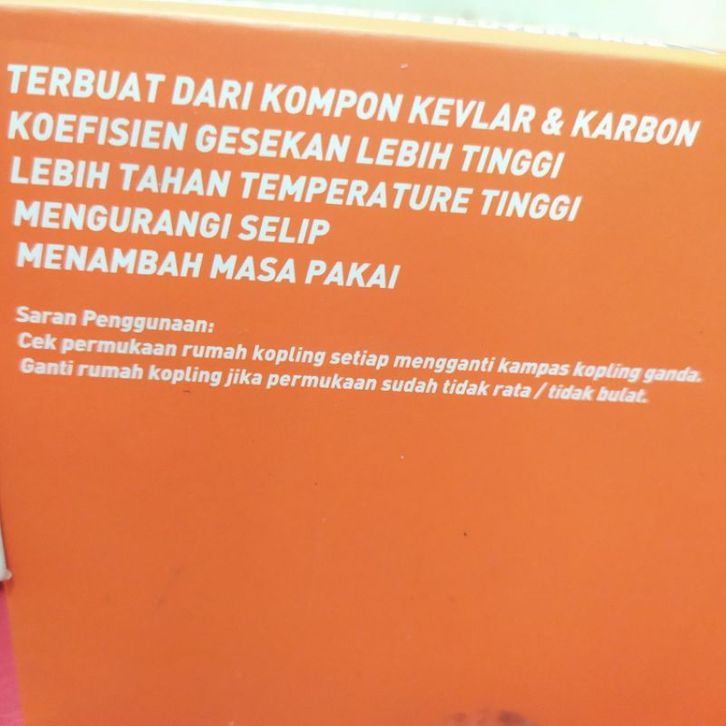 TERBUAT DARI KOMPON KEVLAR & KARBON
KOEFISIEN GESEKAN LEBIH TINGGI
LEBIH TAHAN TEMPERATURE TINGGI
MENGURANGI SELIP
MENAMBAH MASA PAKAI
Saran Penggunaan:
Cek permukaan rumah kopling setiap mengganti kampas kopling ganda.
Ganti rumah kopling jika permukaan sudah tidak rata / tidak bulat.